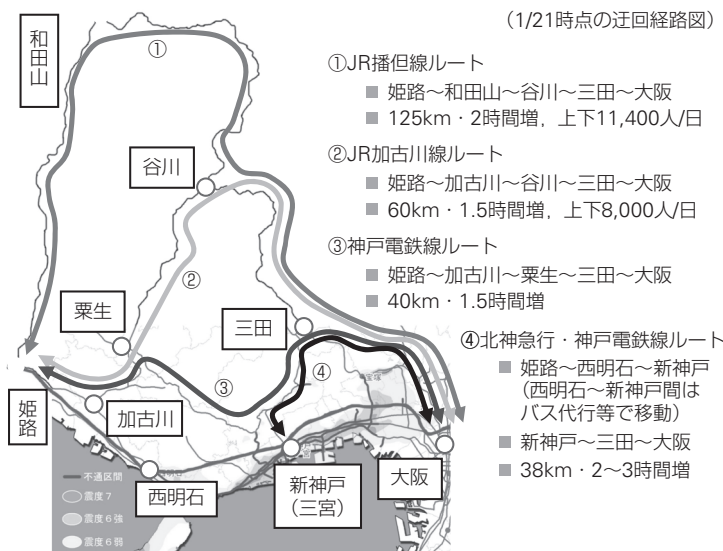 （1/21時点の迂回経路図）
①JR播但線ルート
■ 姫路～和田山～谷川～三田～大阪
■ 125km・2時間増，上下11,400人/日
②JR加古川線ルート
■ 姫路～加古川～谷川～三田～大阪
■ 60km・1.5時間増，上下8,000人/日
③神戸電鉄線ルート
■ 姫路～加古川～粟生～三田～大阪
■ 40km・1.5時間増
④北神急行・神戸電鉄線ルート
■ 姫路～西明石～新神戸
（西明石～新神戸間は
バス代行等で移動）
■ 新神戸～三田～大阪
■ 38km・2～3時間増
和田山
①
谷川
②
粟生
三田
③
④
姫路
加古川
西明石
新神戸
（三宮）
大阪
不通区間
震度７
震度６強
震度６弱